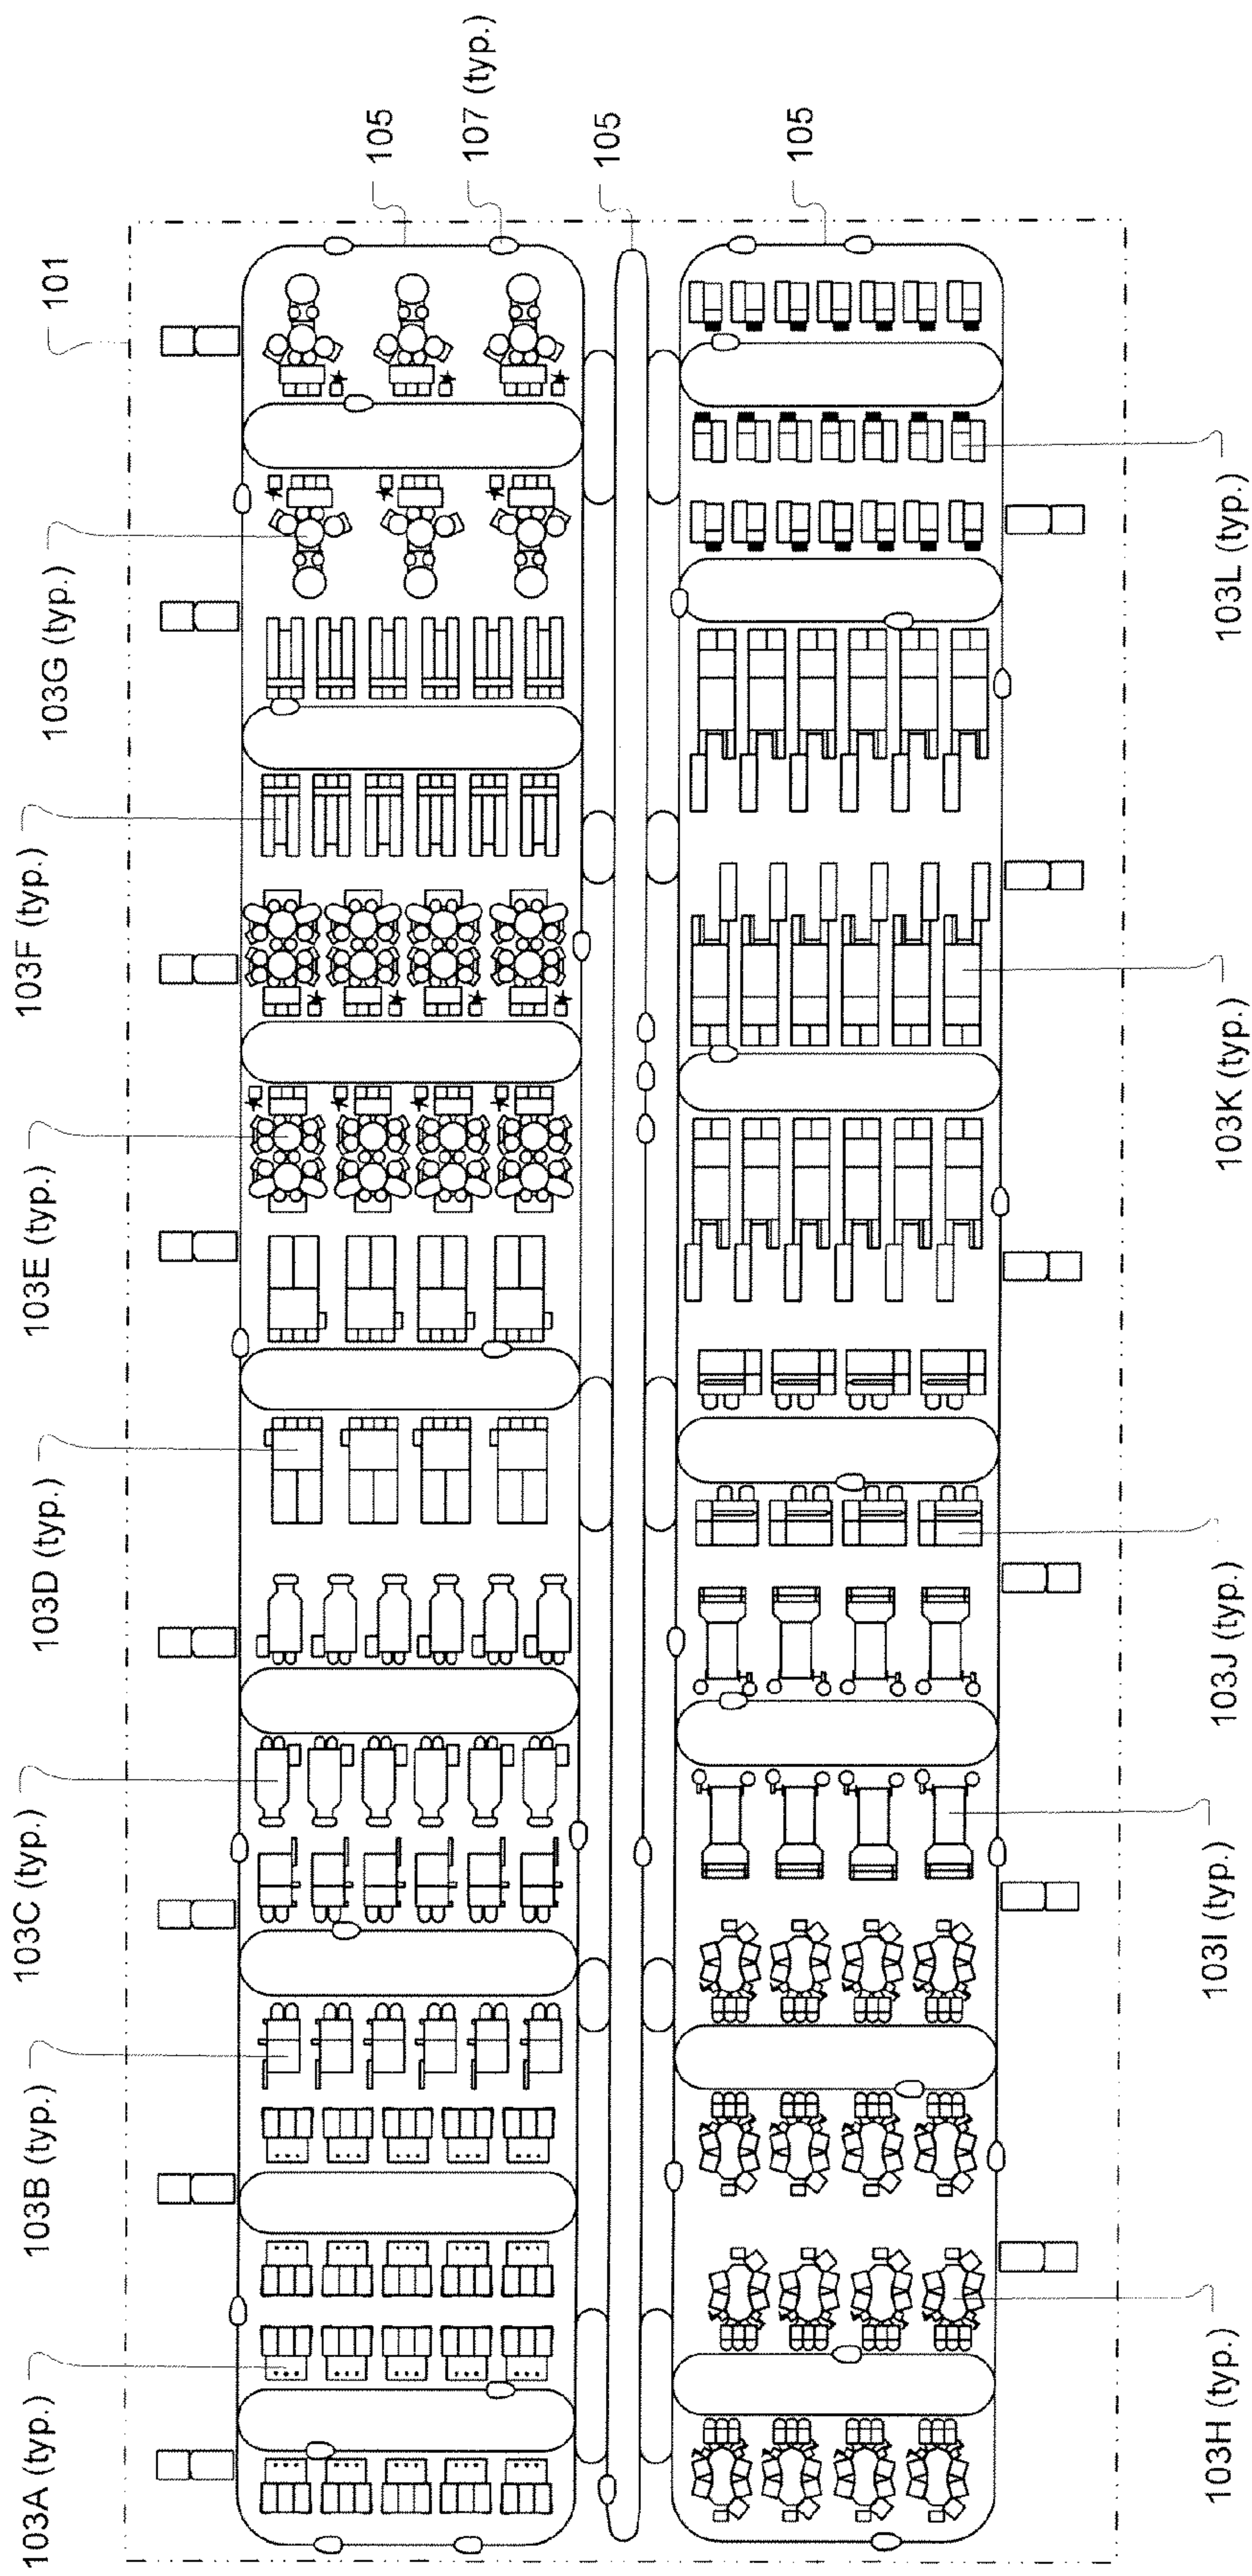 101
105
107 (typ.)
105
105
103A (typ.)
103B (typ.)
103C (typ.)
103D (typ.)
103E (typ.)
103F (typ.)
103G (typ.)
103H (typ.)
103I (typ.)
103J (typ.)
103K (typ.)
103L (typ.)